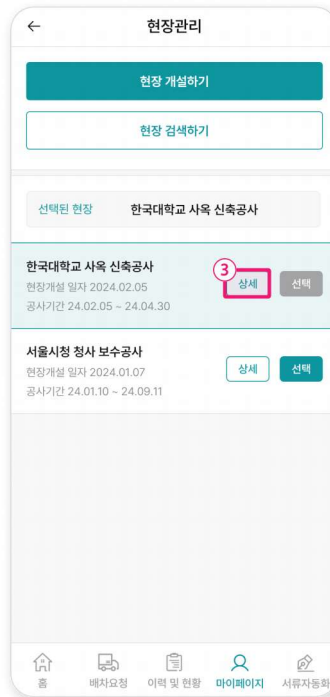 현장관리
현장 개설하기
현장 검색하기
선택된 현장 한국대학교 사옥 신축공사
한국대학교 사옥 신축공사
현장개설 일자 2024.02.05
공사기간 24.02.05 ~ 24.04.30
3 상세 선택
서울시청 청사 보수공사
현장개설 일자 2024.01.07
공사기간 24.01.10 ~ 24.09.11
상세 선택
홈 배차요청 이력 및 현황 마이페이지 서류자동화